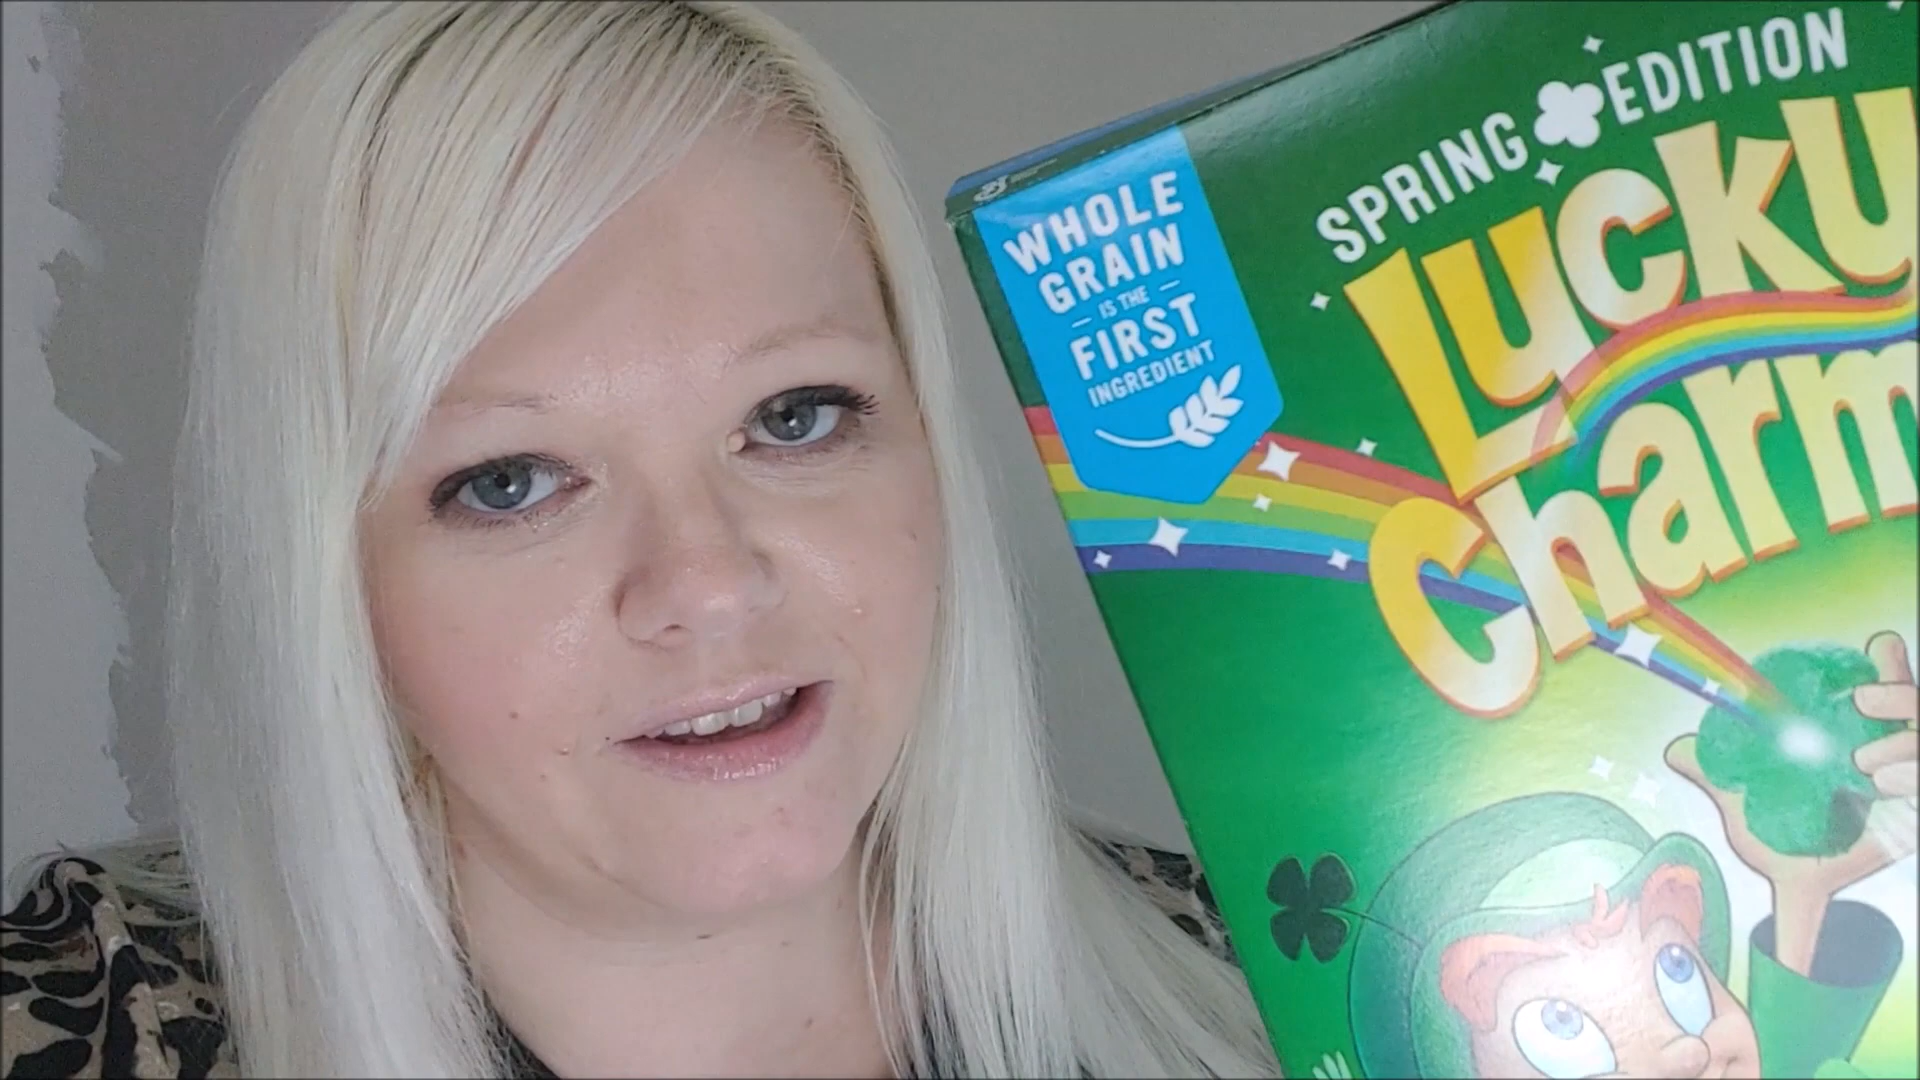 SPRING EDITION
Lucky
Charm
WHOLE
GRAIN
IS THE
FIRST
INGREDIENT